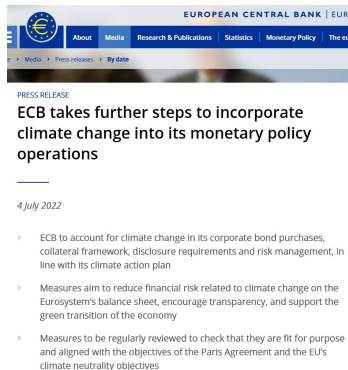 EUROPEAN CENTRAL BANK | EUR
About Media Research & Publications Statistics Monetary Policy The eu
e > Media > Press releases > By date
PRESS RELEASE
ECB takes further steps to incorporate
climate change into its monetary policy
operations
4 July 2022
> ECB to account for climate change in its corporate bond purchases,
collateral framework, disclosure requirements and risk management, in
line with its climate action plan
> Measures aim to reduce financial risk related to climate change on the
Eurosystem's balance sheet, encourage transparency, and support the
green transition of the economy
> Measures to be regularly reviewed to check that they are fit for purpose
and aligned with the objectives of the Paris Agreement and the EU's
climate neutrality objectives